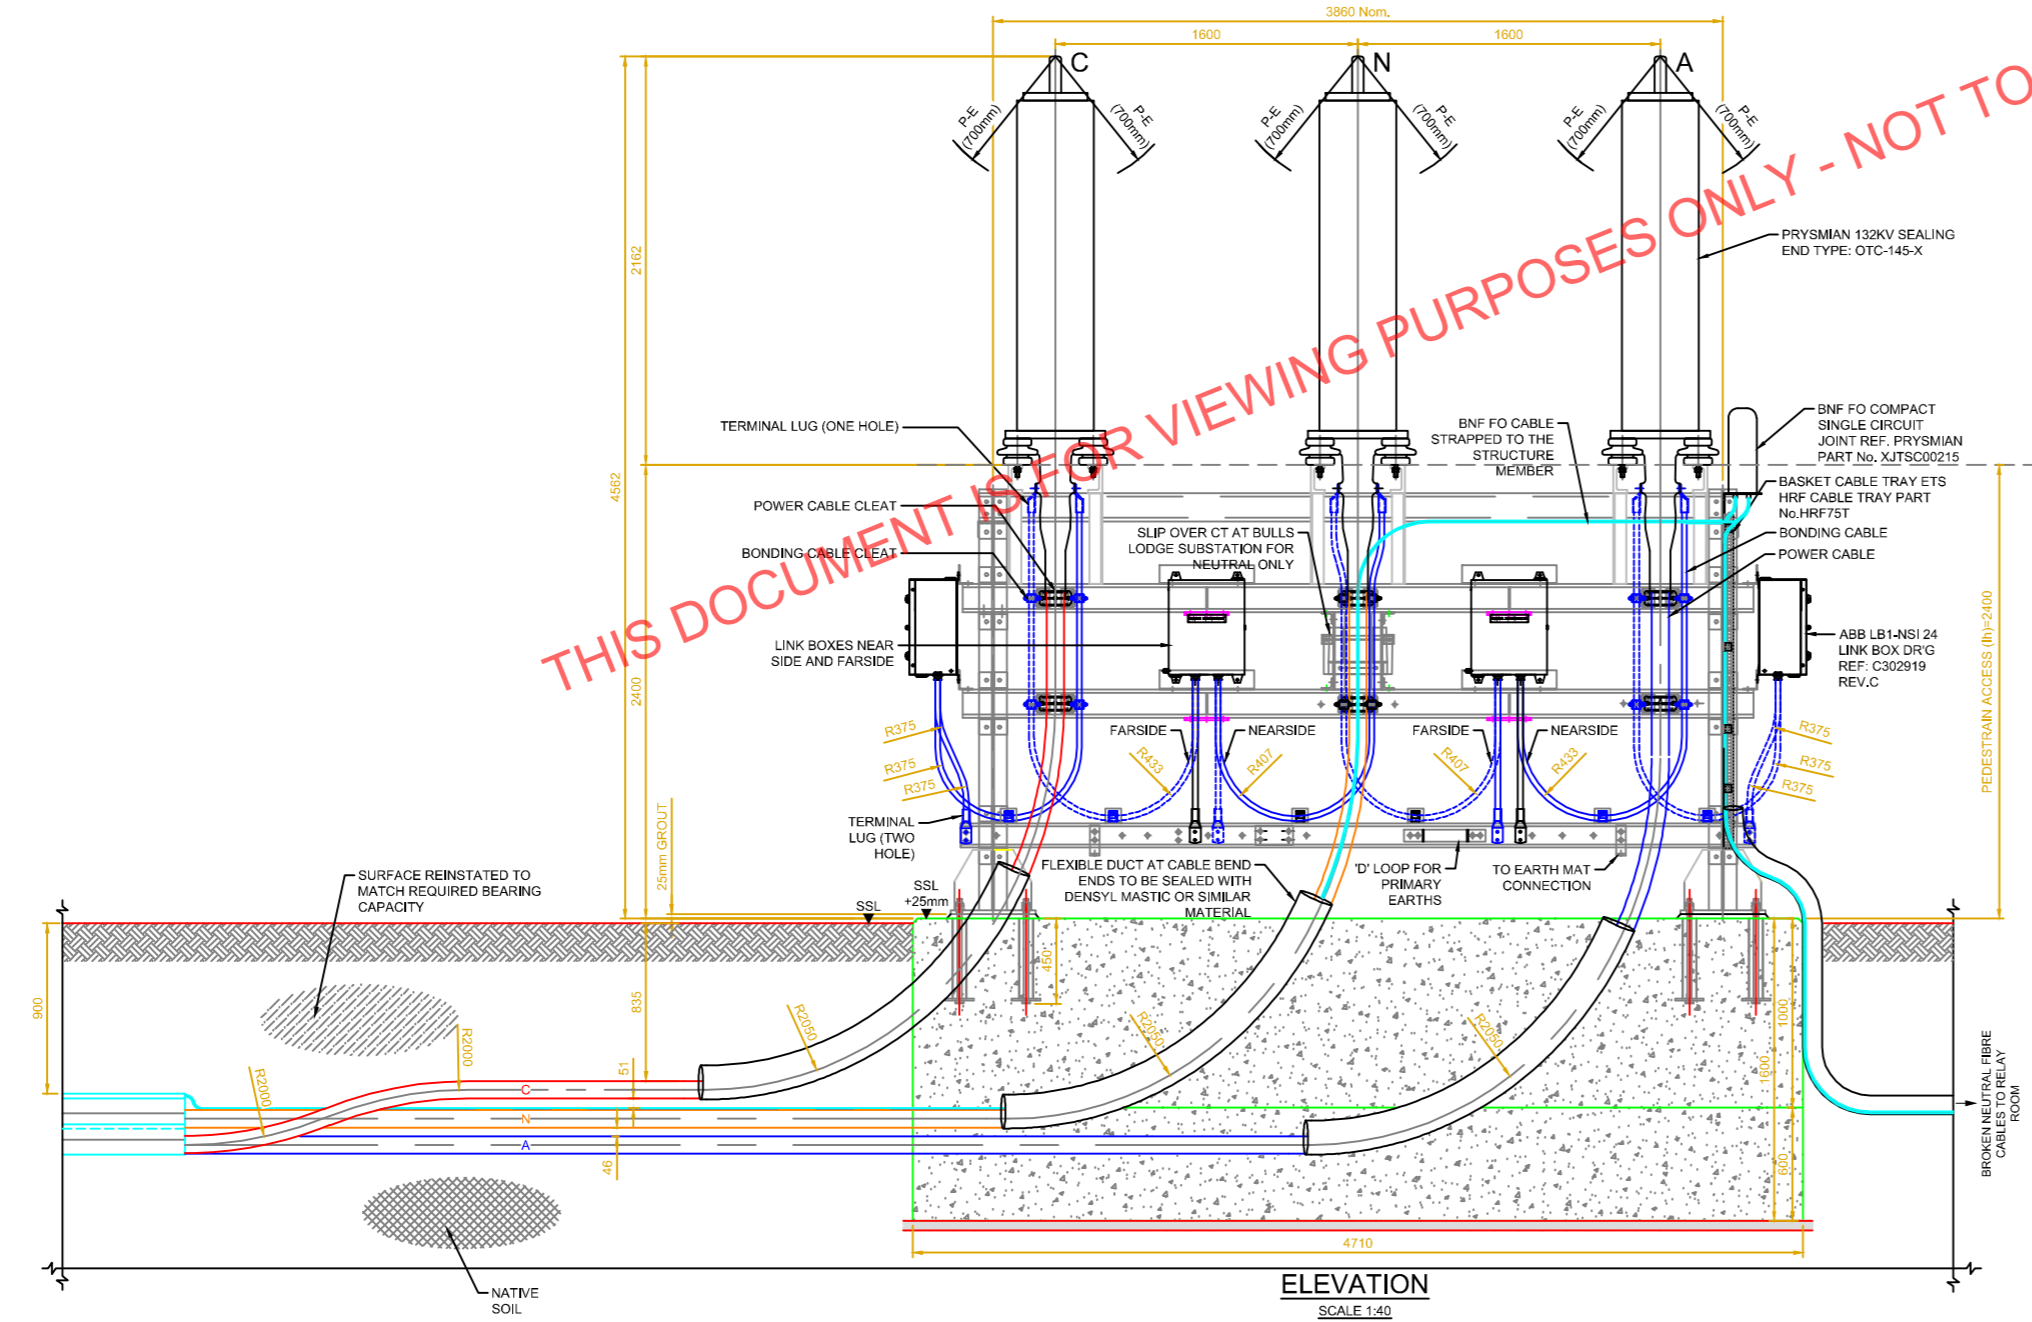 3860 Nom.
1600
1600
C
N
A
P-E
(700mm)
P-E
(700mm)
P-E
(700mm)
P-E
(700mm)
P-E
(700mm)
P-E
(700mm)
THIS DOCUMENT IS FOR VIEWING PURPOSES ONLY - NOT TO
2162
4562
2400
PRYSMIAN 132KV SEALING
END TYPE: OTC-145-X
TERMINAL LUG (ONE HOLE)
BNF FO CABLE
STRAPPED TO THE
STRUCTURE
MEMBER
BNF FO COMPACT
SINGLE CIRCUIT
JOINT REF. PRYSMIAN
PART No. XJTSC00215
BASKET CABLE TRAY ETS
HRF CABLE TRAY PART
No.HRF75T
POWER CABLE CLEAT
SLIP OVER CT AT BULLS
LODGE SUBSTATION FOR
NEUTRAL ONLY
BONDING CABLE
POWER CABLE
BONDING CABLE CLEAT
LINK BOXES NEAR
SIDE AND FARSIDE
ABB LB1-NSI 24
LINK BOX DR'G
REF: C302919
REV.C
PEDESTRAIN ACCESS (Ih)=2400
R375
R375
R375
FARSIDE
NEARSIDE
FARSIDE
NEARSIDE
R433
R407
R407
R433
R375
R375
R375
TERMINAL
LUG (TWO
HOLE)
25mm GROUT
FLEXIBLE DUCT AT CABLE BEND
ENDS TO BE SEALED WITH
DENSYL MASTIC OR SIMILAR
MATERIAL
'D' LOOP FOR
PRIMARY
EARTHS
TO EARTH MAT
CONNECTION
SURFACE REINSTATED TO
MATCH REQUIRED BEARING
CAPACITY
SSL
SSL
+25mm
900
835
450
R2000
R2000
R2050
R2050
R2050
51
46
C
N
A
1000
1600
600
BROKEN NEUTRAL FIBRE
CABLES TO RELAY
ROOM
4710
NATIVE
SOIL
ELEVATION
SCALE 1:40